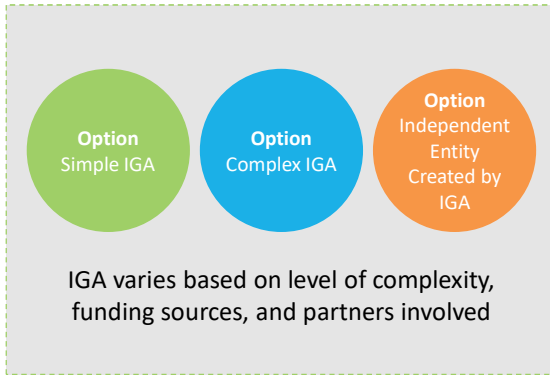 Option
Simple IGA
Option
Complex IGA
Option
Independent
Entity
Created by
IGA
IGA varies based on level of complexity,
funding sources, and partners involved